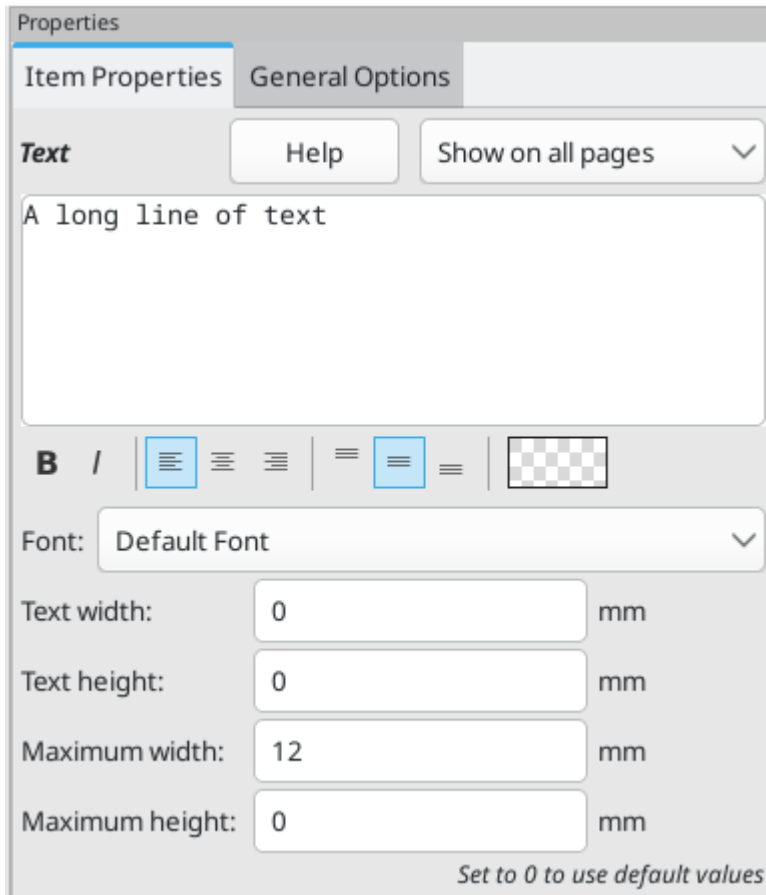 Properties
Item Properties General Options
Text Help Show on all pages
A long line of text
B I
Font: Default Font
Text width: 0 mm
Text height: 0 mm
Maximum width: 12 mm
Maximum height: 0 mm
Set to 0 to use default values